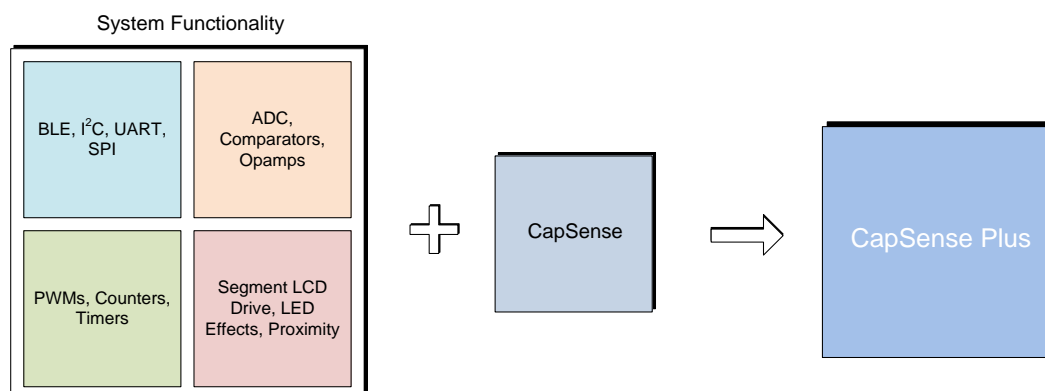 System Functionality
BLE, I²C, UART,
SPI
ADC,
Comparators,
Opamps
PWMs, Counters,
Timers
Segment LCD
Drive, LED
Effects, Proximity
CapSense
CapSense Plus